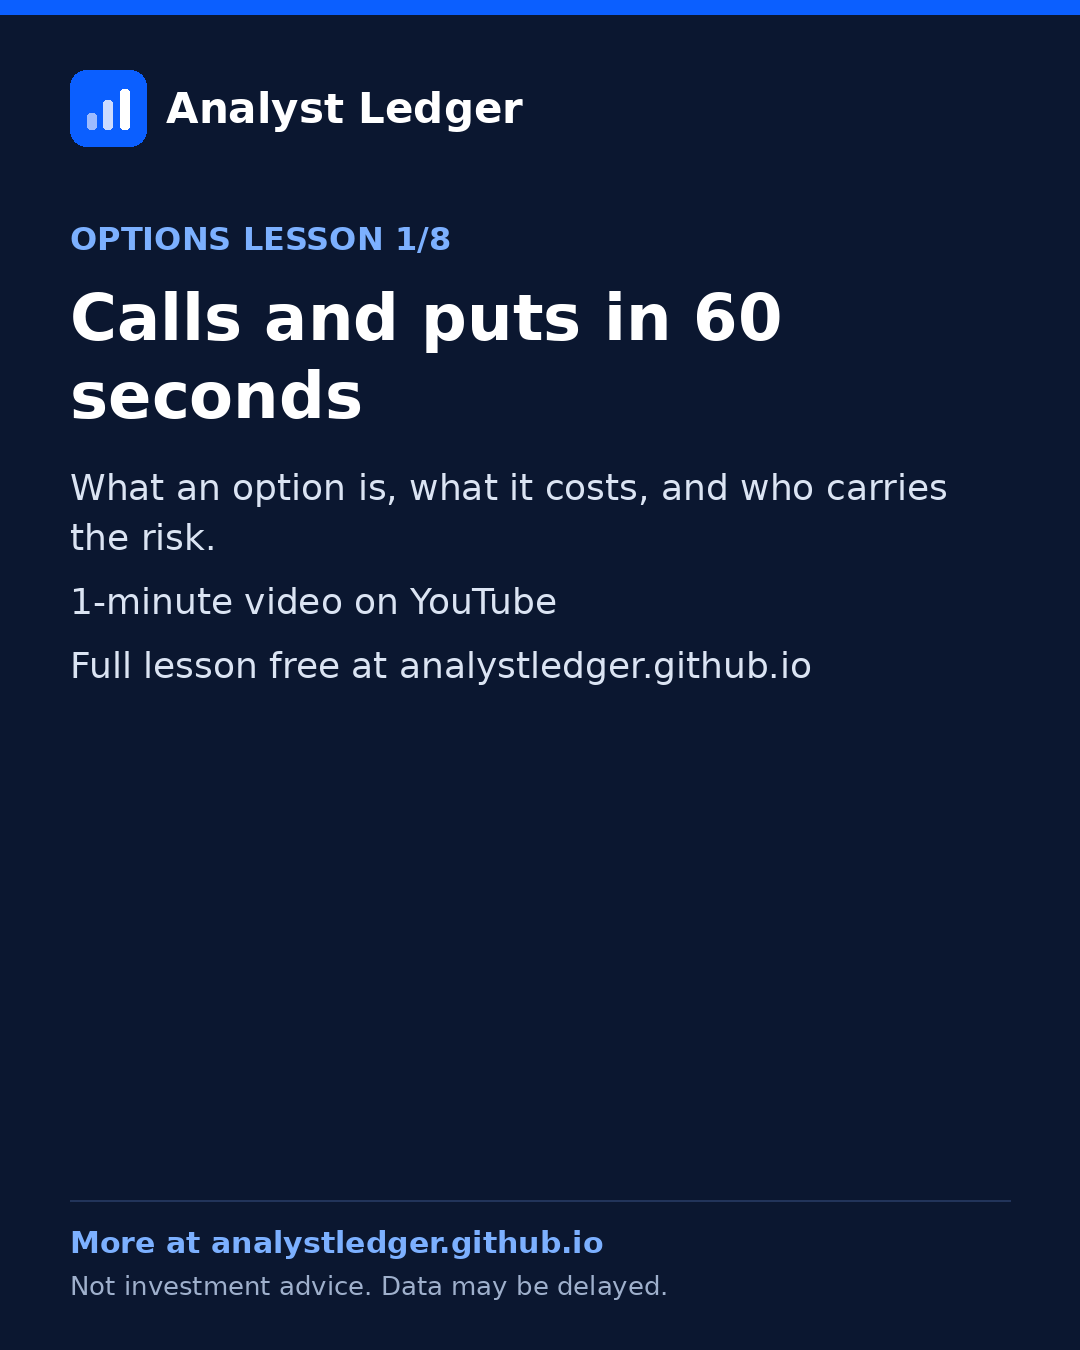 Analyst Ledger
OPTIONS LESSON 1/8
Calls and puts in 60
seconds
What an option is, what it costs, and who carries
the risk.
1-minute video on YouTube
Full lesson free at analystledger.github.io
More at analystledger.github.io
Not investment advice. Data may be delayed.